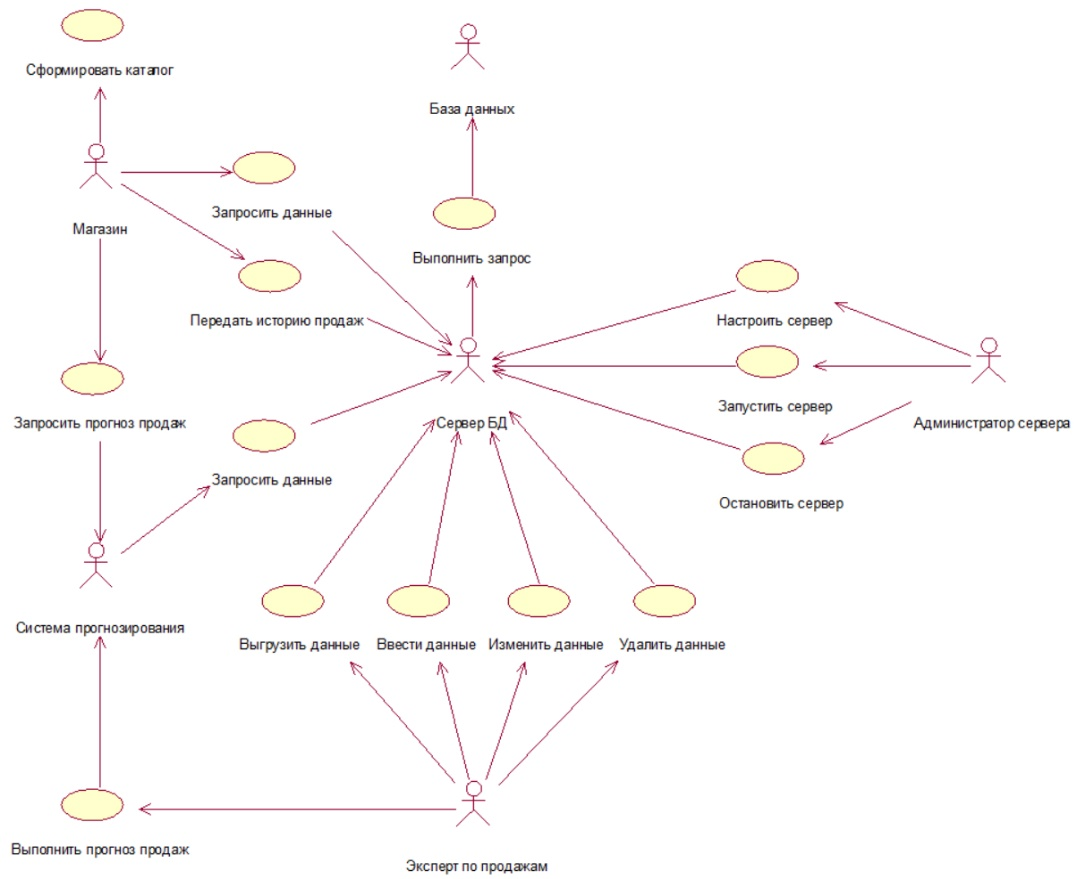 Сформировать каталог
База данных
Магазин
Запросить данные
Выполнить запрос
Передать историю продаж
Настроить сервер
Запросить прогноз продаж
Сервер БД
Запустить сервер
Администратор сервера
Запросить данные
Остановить сервер
Система прогнозирования
Выгрузить данные
Ввести данные
Изменить данные
Удалить данные
Выполнить прогноз продаж
Эксперт по продажам